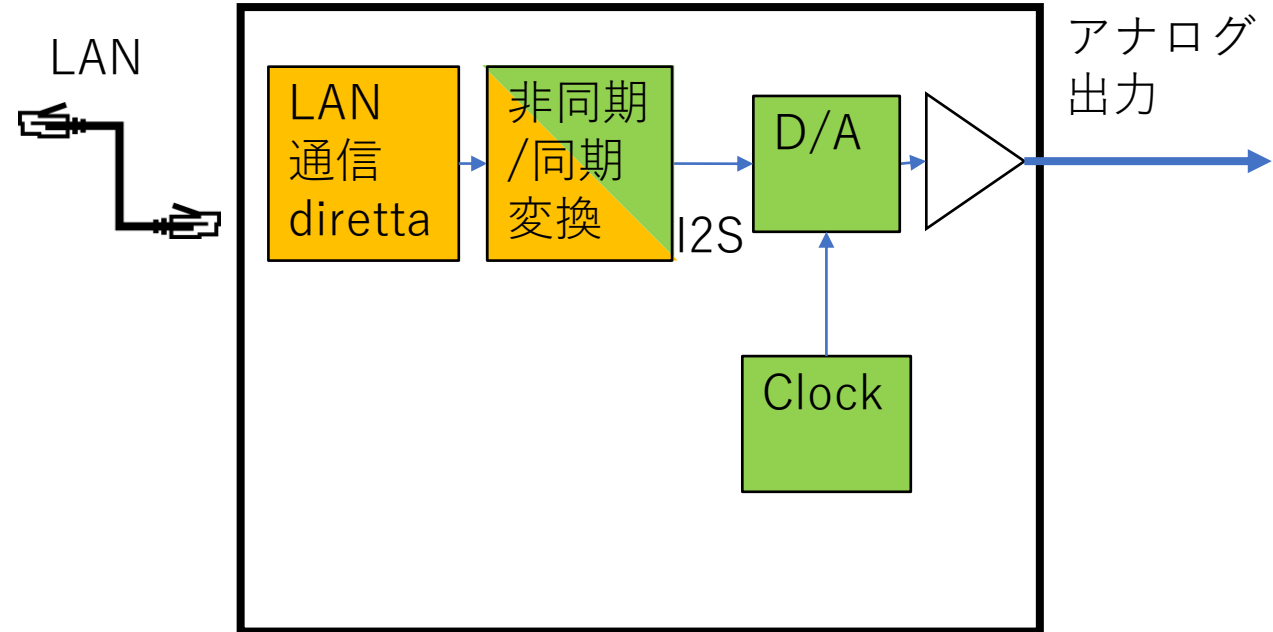 LAN
LAN
通信
diretta
非同期
/同期
変換
I2S
D/A
Clock
アナログ
出力